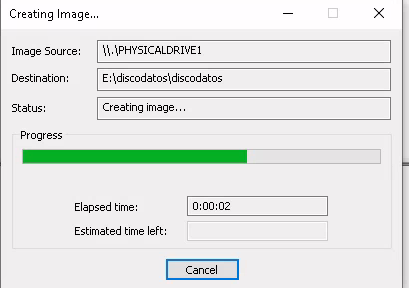 Creating Image...
Image Source: \\.\PHYSICALDRIVE1
Destination: E:\discodatos\discodatos
Status: Creating image...
Progress
Elapsed time: 0:00:02
Estimated time left:
Cancel